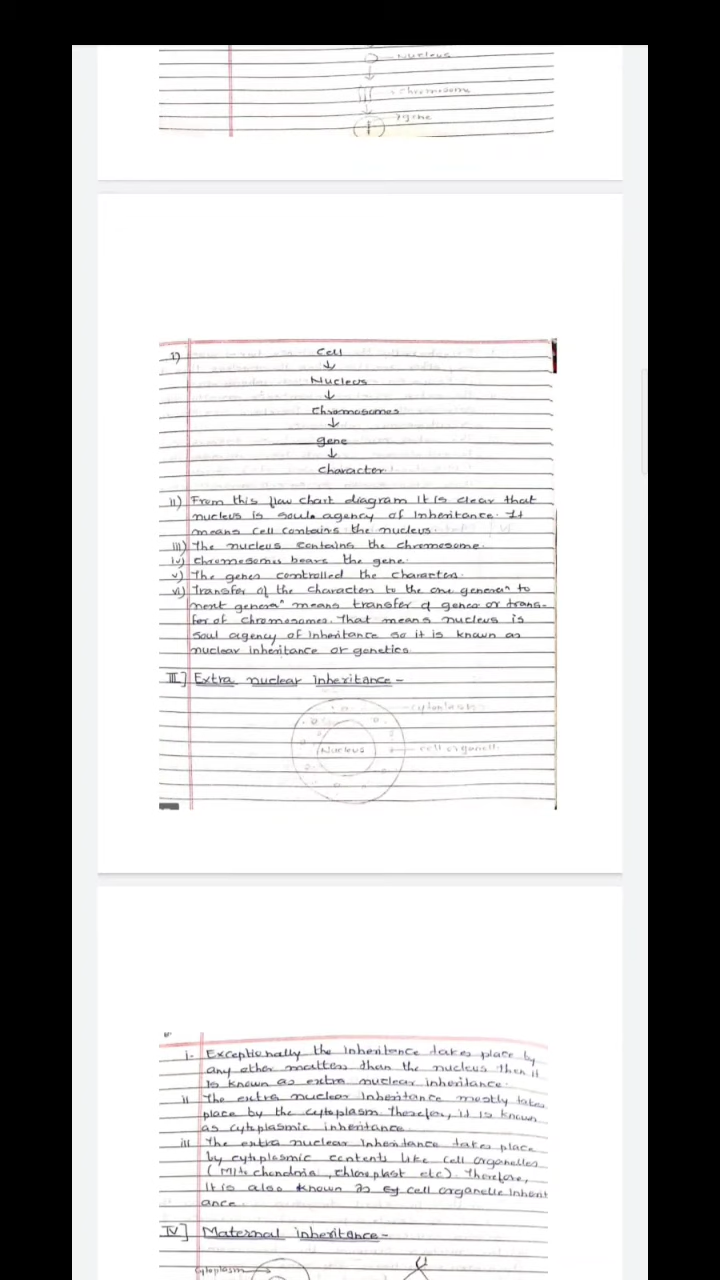 Nucleus
Chromosome
gene
i)
Cell
↓
Nucleus
↓
Chromosomes
↓
gene
↓
character
ii) From this flow chart diagram it is clear that
nucleus is soul agency of Inheritance. It
means cell contains the nucleus.
iii) The nucleus contains the chromosome.
iv) chromosomes bears the gene.
v) The genes controlled the characters.
vi) Transfer of the characters to the one generaⁿ to
next generaⁿ means transfer of genes or trans-
fer of chromosomes. That means nucleus is
soul agency of Inheritance so it is known as
nuclear inheritance or genetics
III] Extra nuclear inheritance -
cytoplasm
Nucleus
cell organell
i- Exceptionally the inheritence takes place by
any other matters than the nucleus then it
is known as extra nuclear inheritance.
ii The extra nuclear inheritance mostly takes
place by the cytoplasm. Therefore, it is known
as cytoplasmic inheritance.
iii The extra nuclear inheritance takes place
by cytoplasmic contents like cell organelles
(Mitochondria, chloroplast etc). Therefore,
It is also known as cell organelle inherit
ance.
IV] Maternal inheritance -
cytoplasm